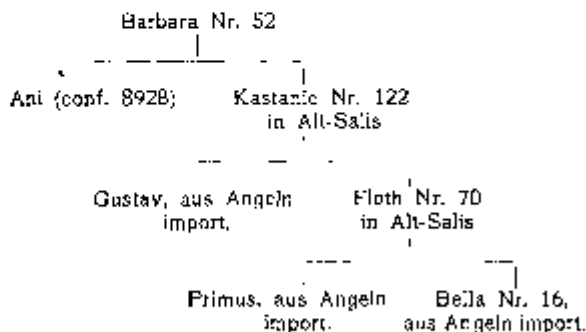 Barbara Nr. 52
Ani (conf. 8928) Kastanie Nr. 122
in Alt-Salis
Gustav, aus Angeln Floth Nr. 70
import. in Alt-Salis
Primus, aus Angeln Bella Nr. 16,
import. aus Angeln import.